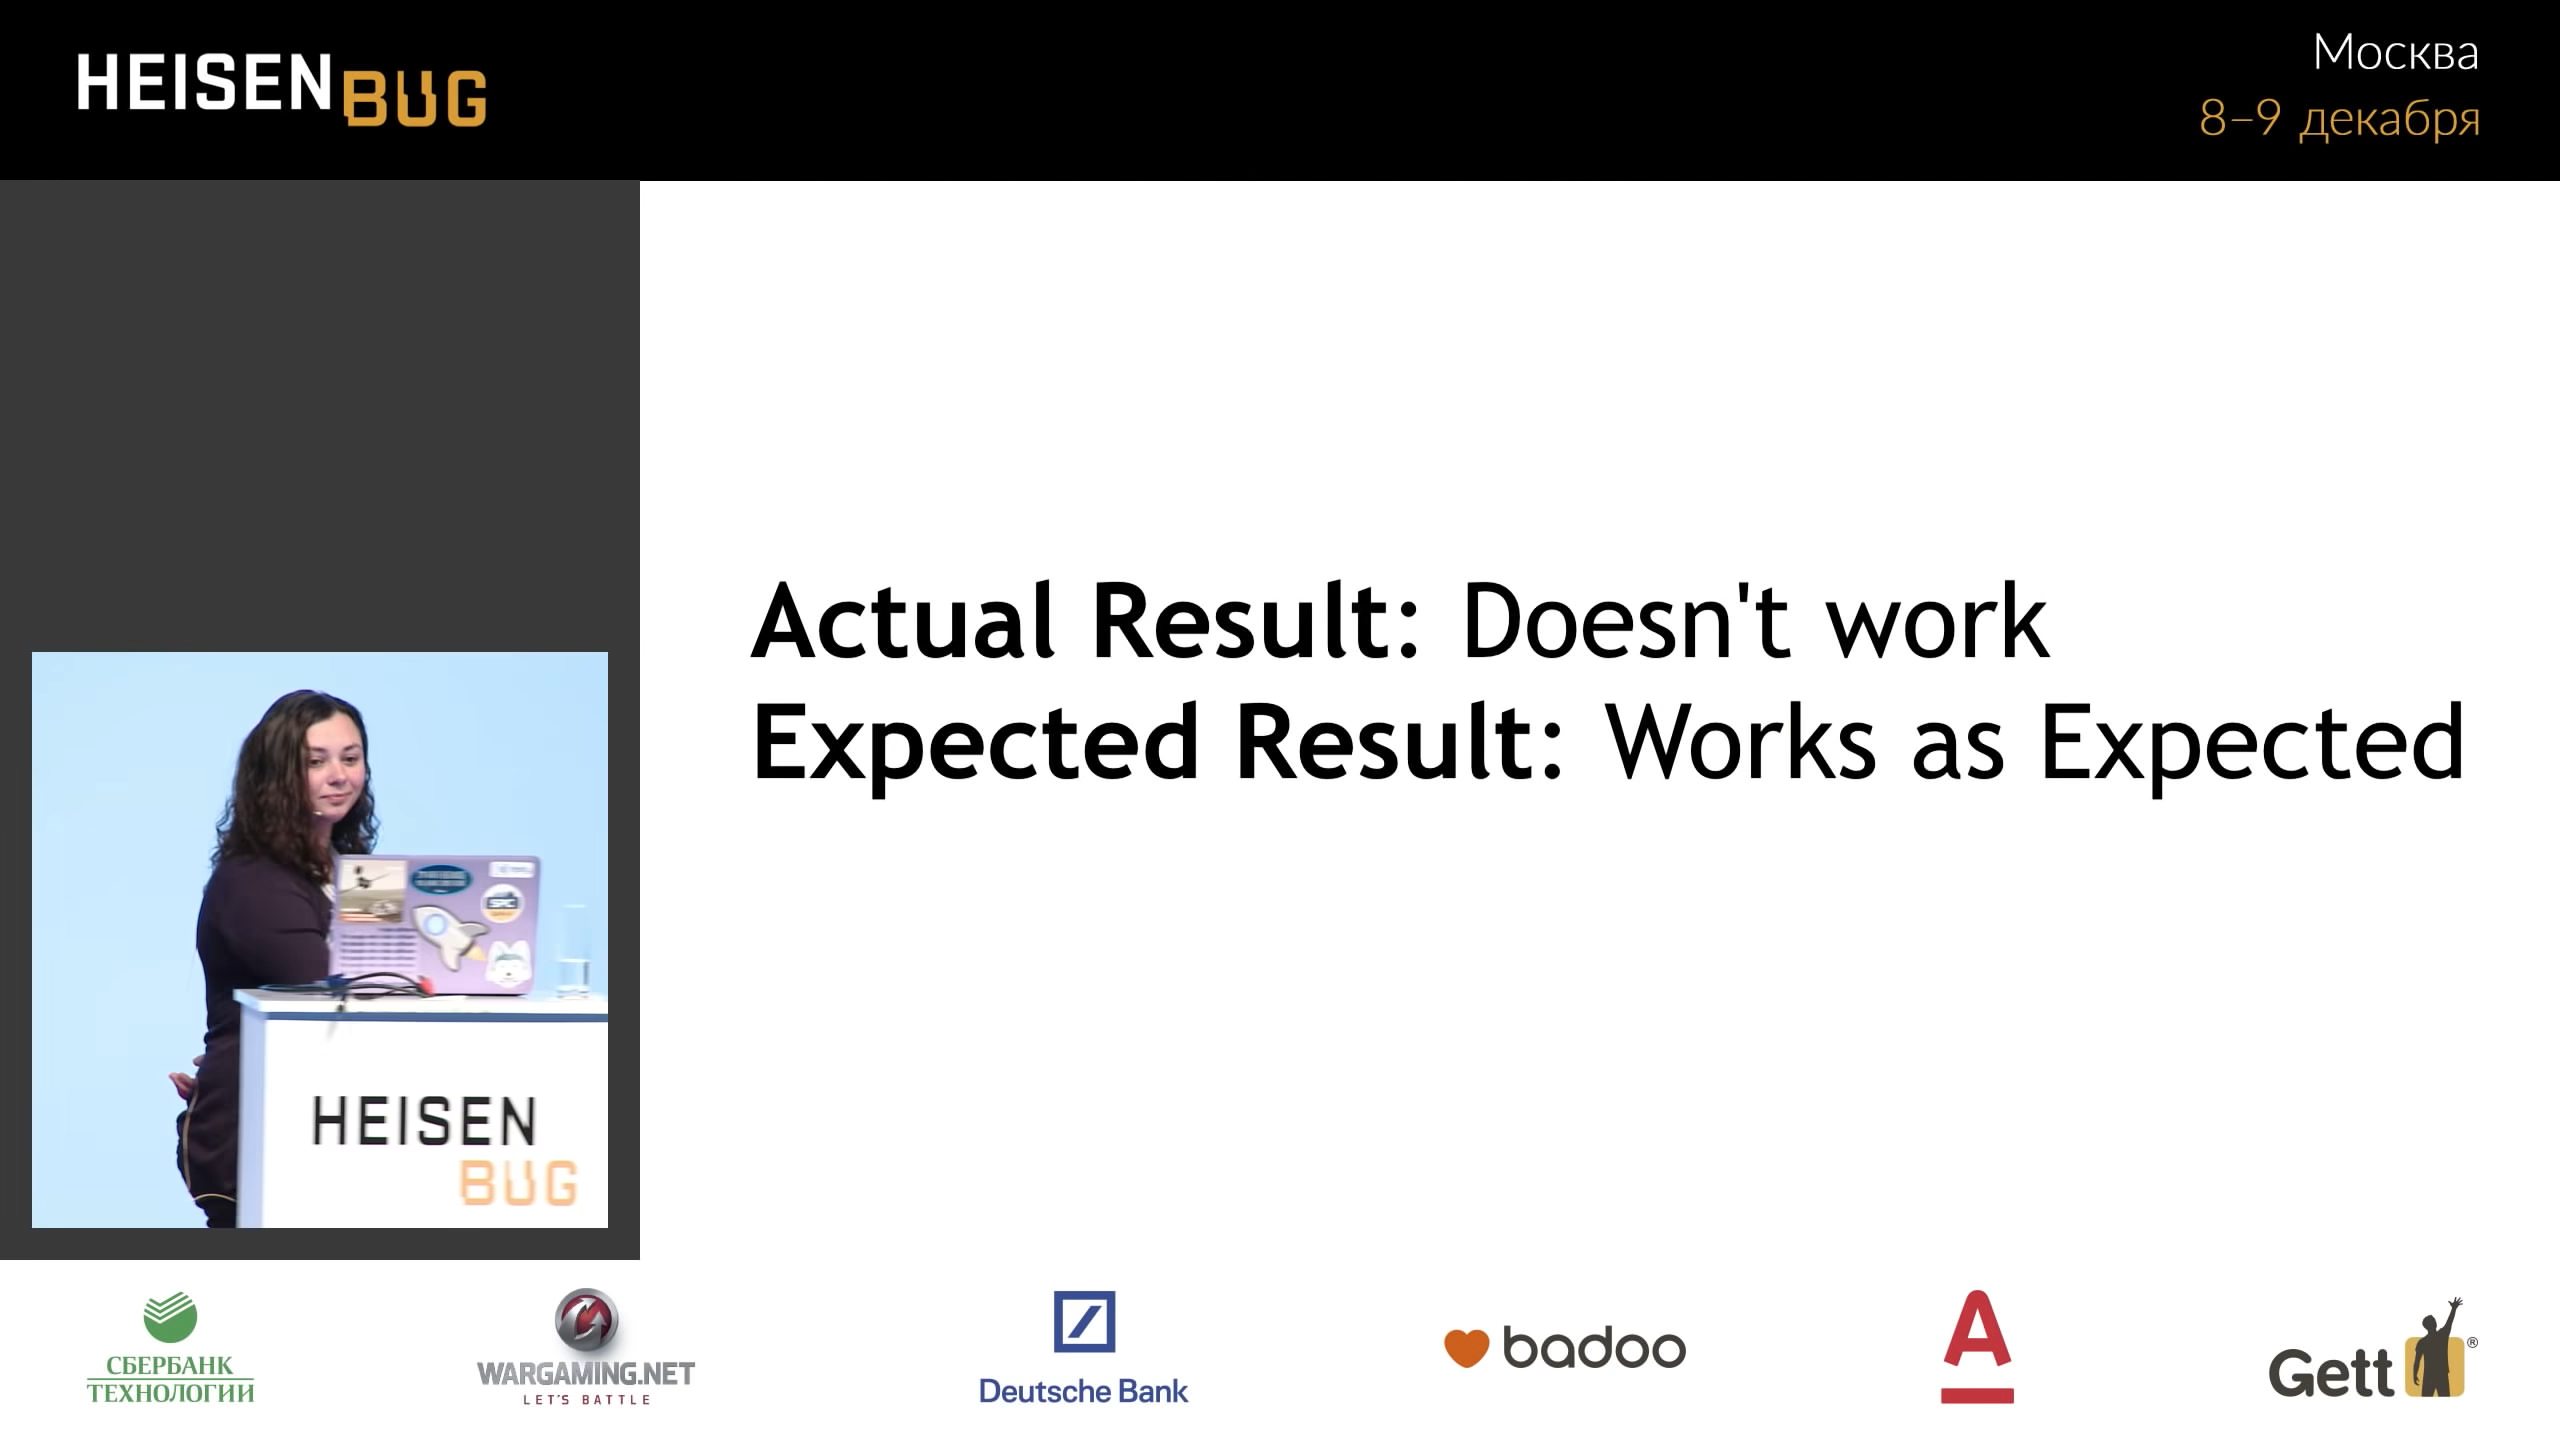 HEISENBUG
Москва
8–9 декабря
Actual Result: Doesn't work
Expected Result: Works as Expected
HEISEN
BUG
СБЕРБАНК
ТЕХНОЛОГИИ
WARGAMING.NET
LET'S BATTLE
Deutsche Bank
badoo
A
Gett®